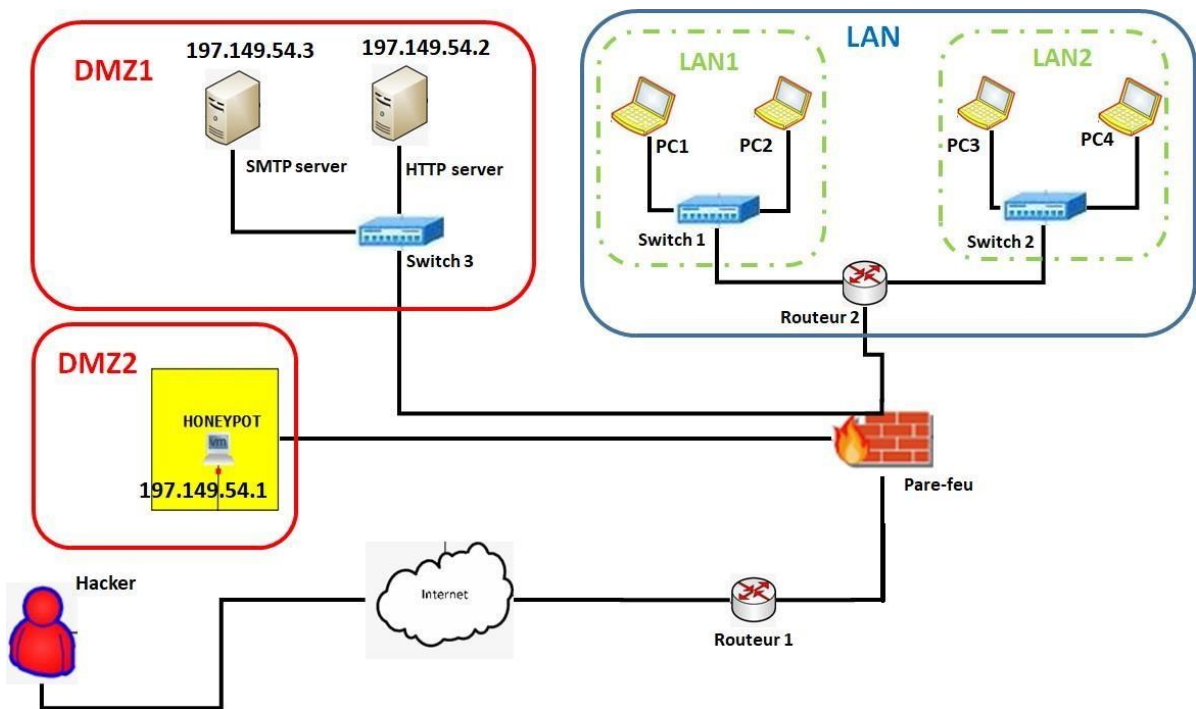 DMZ1
197.149.54.3
197.149.54.2
SMTP server
HTTP server
Switch 3
LAN
LAN1
LAN2
PC1
PC2
PC3
PC4
Switch 1
Switch 2
Routeur 2
DMZ2
HONEYPOT
Vm
197.149.54.1
Pare-feu
Hacker
Internet
Routeur 1